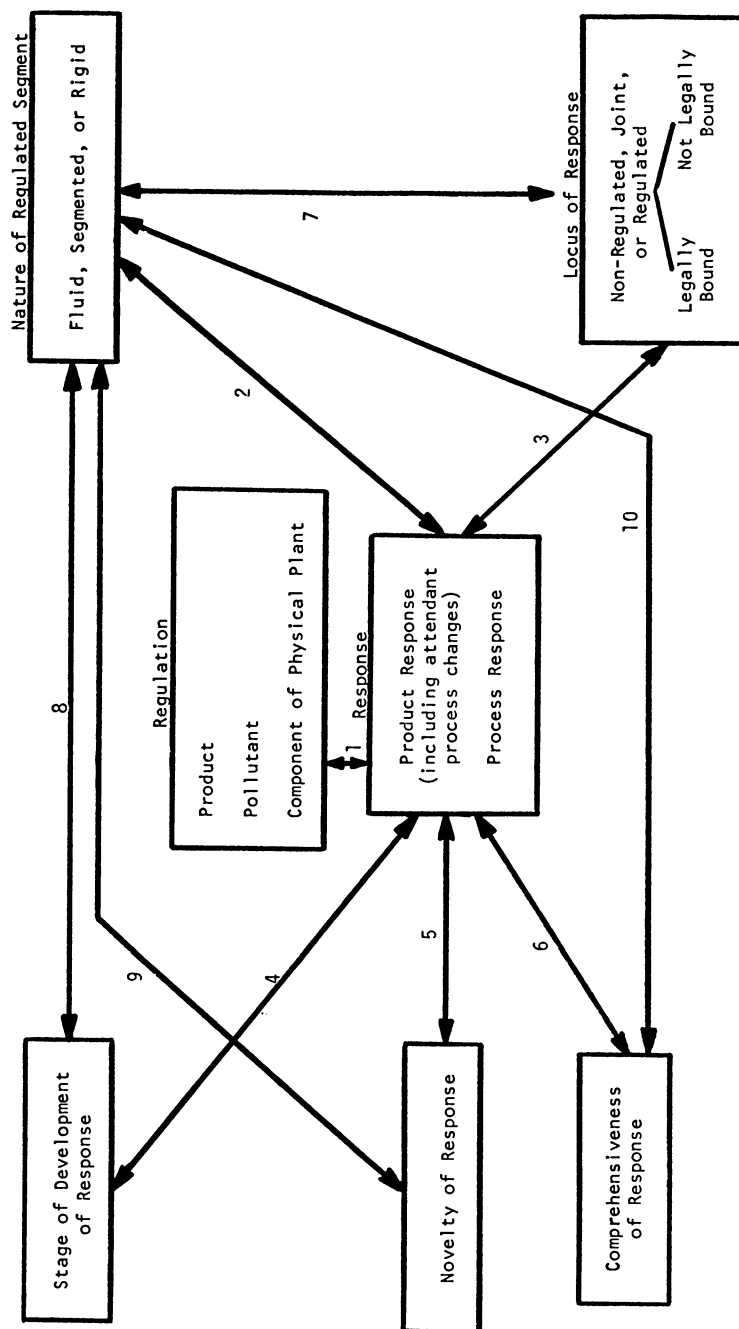 Nature of Regulated Segment
Fluid, Segmented, or Rigid
Locus of Response
Non-Regulated, Joint,
or Regulated
Legally
Bound
Not Legally
Bound
Regulation
Product
Pollutant
Component of Physical Plant
Response
Product Response
(including attendant
process changes)
Process Response
Stage of Development
of Response
Novelty of Response
Comprehensiveness
of Response
1
2
3
4
5
6
7
8
9
10